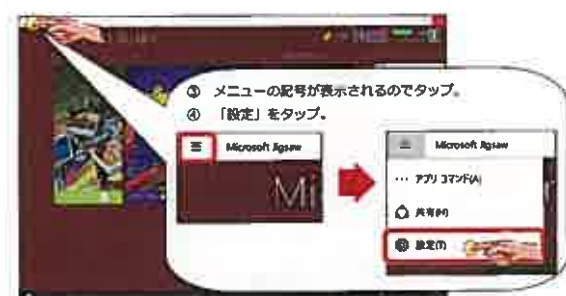 ③ メニューの記号が表示されるのでタップ。
④ 「設定」をタップ。
Microsoft Jigsaw
Mi
Microsoft Jigsaw
… アプリ コマンド(A)
共有(H)
設定(T)